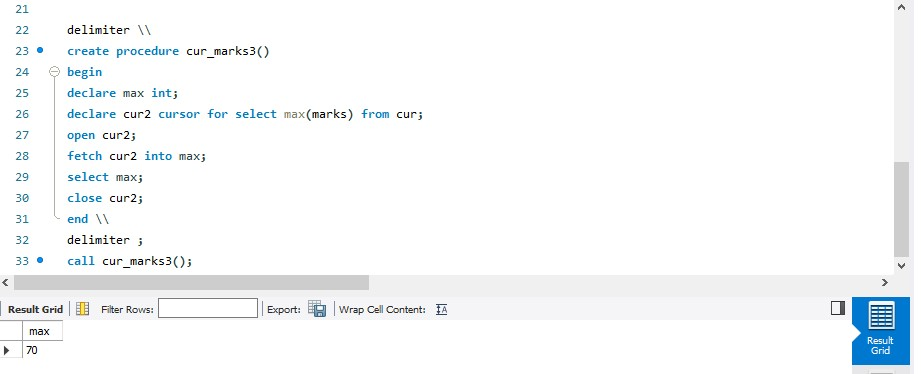 21
22 delimiter \\
23 create procedure cur_marks3()
24 begin
25 declare max int;
26 declare cur2 cursor for select max(marks) from cur;
27 open cur2;
28 fetch cur2 into max;
29 select max;
30 close cur2;
31 end \\
32 delimiter ;
33 call cur_marks3();
Result Grid Filter Rows: Export: Wrap Cell Content: IA
max
70
Result
Grid